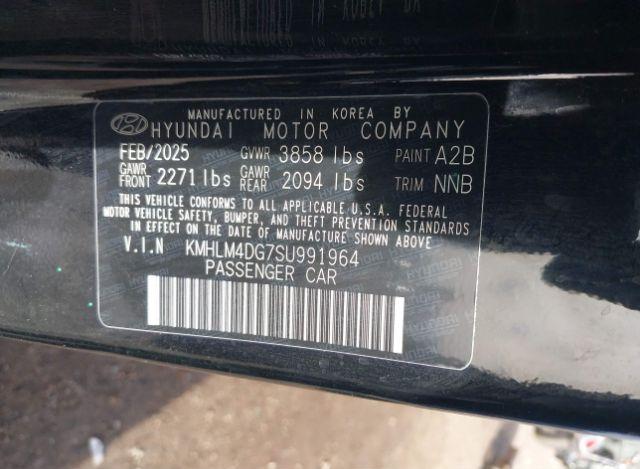 MANUFACTURED IN KOREA BY
HYUNDAI MOTOR COMPANY
FEB/2025 GVWR 3858 lbs PAINT A2B
GAWR FRONT 2271 lbs GAWR REAR 2094 lbs TRIM NNB
THIS VEHICLE CONFORMS TO ALL APPLICABLE U.S.A. FEDERAL
MOTOR VEHICLE SAFETY, BUMPER, AND THEFT PREVENTION STANDARDS
IN EFFECT ON THE DATE OF MANUFACTURE SHOWN ABOVE.
V.I.N KMHLM4DG7SU991964
PASSENGER CAR